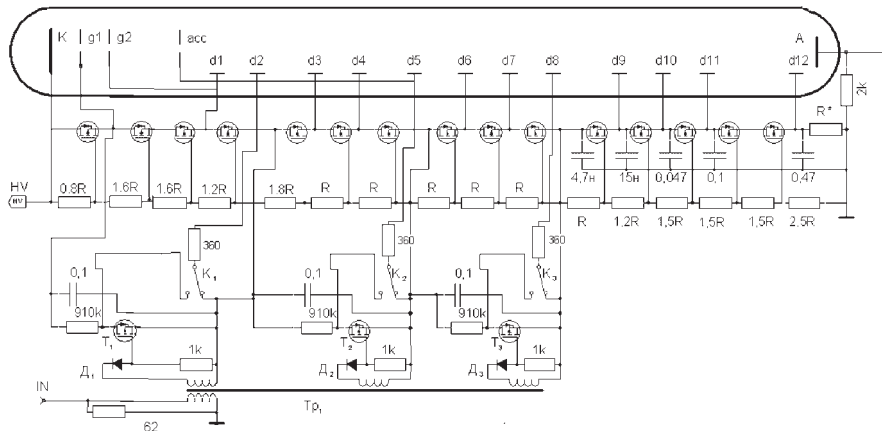 K g1 g2 acc A
d1 d2 d3 d4 d5 d6 d7 d8 d9 d10 d11 d12
2k
R*
4,7н 15н 0,047 0,1 0,47
HV
HV
0.8R 1.6R 1.6R 1.2R 1.8R R R R R R
R 1,2R 1,5R 1,5R 1,5R 2,5R
360 360 360
K1 K2 K3
0,1 0,1 0,1
910k 910k 910k
T1 T2 T3
1k 1k 1k
Д1 Д2 Д3
IN
Тр1
62